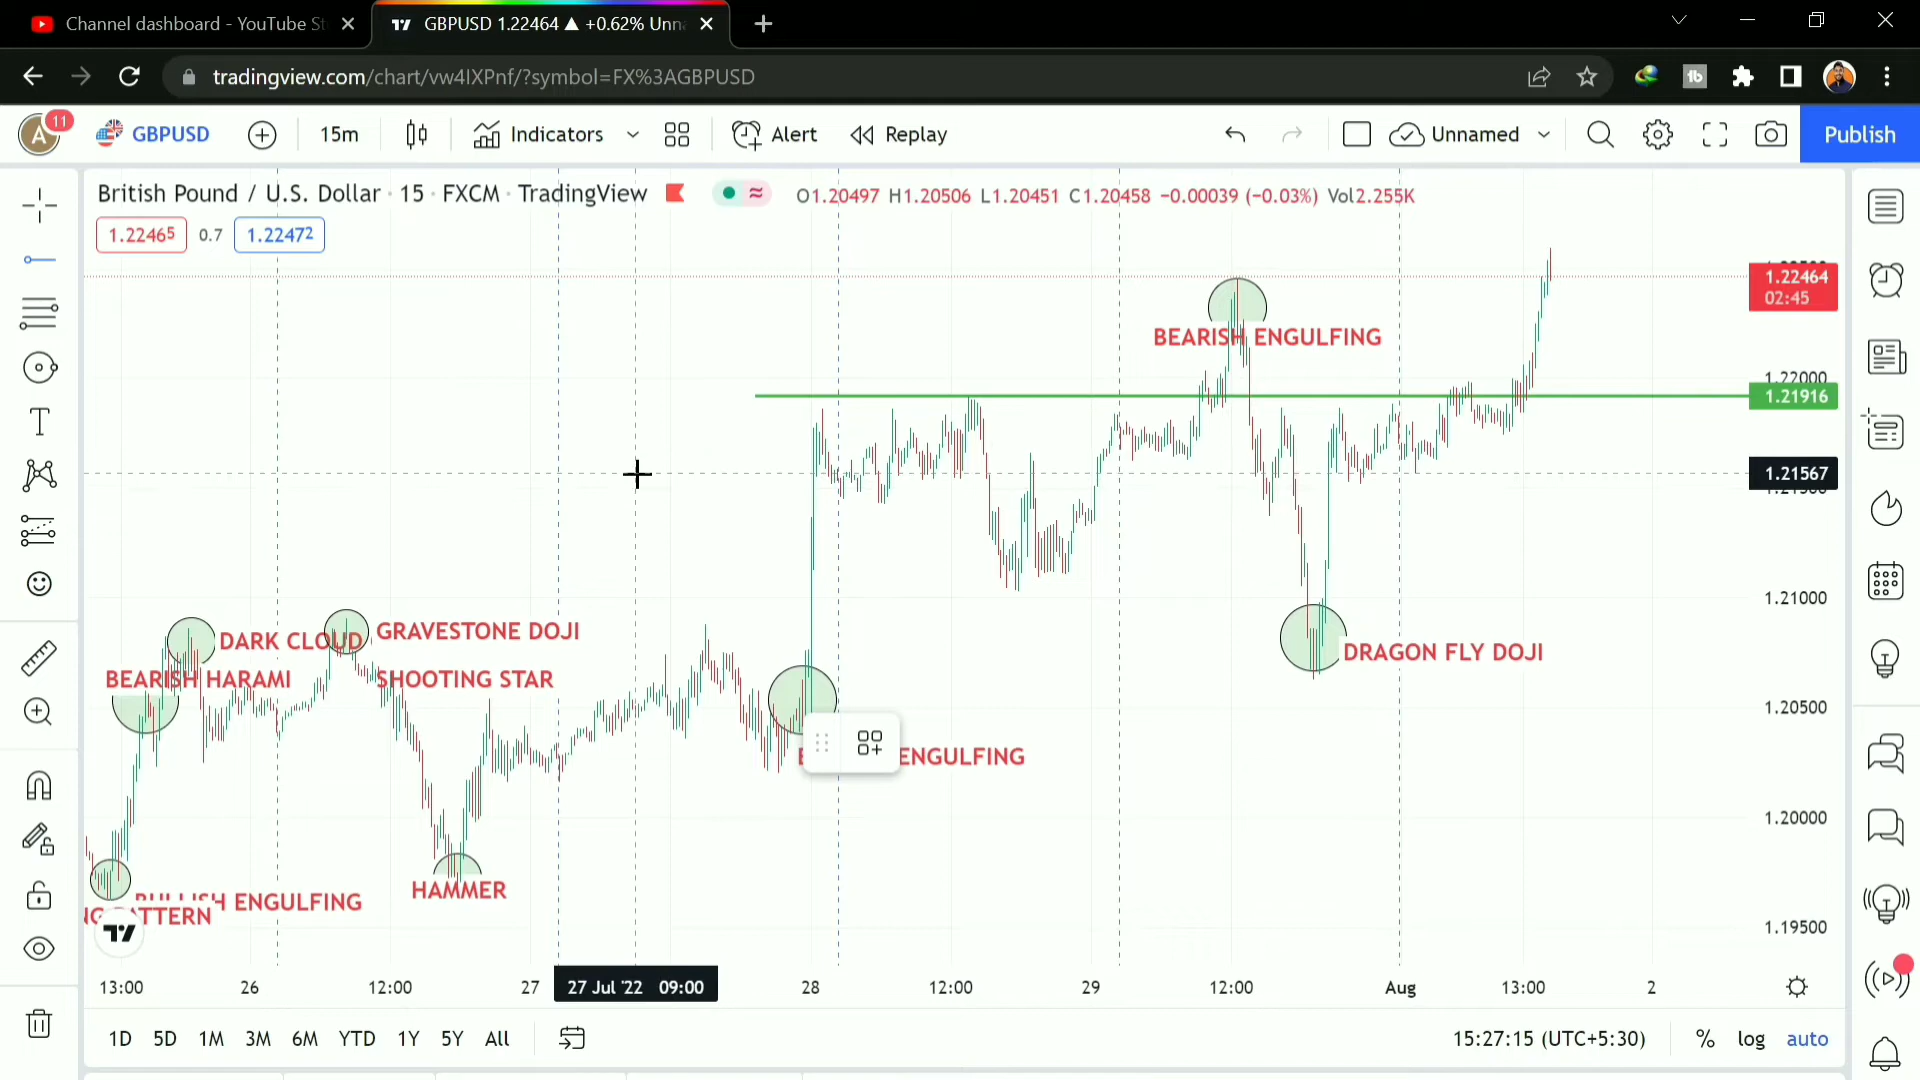 Channel dashboard - YouTube St
GBPUSD 1.22464 ▲ +0.62% Unna
tradingview.com/chart/vw4IXPnf/?symbol=FX%3AGBPUSD
A 11 GBPUSD 15m Indicators Alert Replay Unnamed Publish
British Pound / U.S. Dollar · 15 · FXCM · TradingView
O1.20497 H1.20506 L1.20451 C1.20458 −0.00039 (−0.03%) Vol2.255K
1.22465 0.7 1.22472
1.22464
02:45
BEARISH ENGULFING
1.22000
1.21916
1.21567
1.21000
DARK CLOUD
GRAVESTONE DOJI
DRAGON FLY DOJI
BEARISH HARAMI
SHOOTING STAR
1.20500
ENGULFING
1.20000
HAMMER
BULLISH ENGULFING
NG PATTERN
1.19500
13:00 26 12:00 27 27 Jul '22 09:00 28 12:00 29 12:00 Aug 13:00 2
1D 5D 1M 3M 6M YTD 1Y 5Y All
15:27:15 (UTC+5:30) % log auto